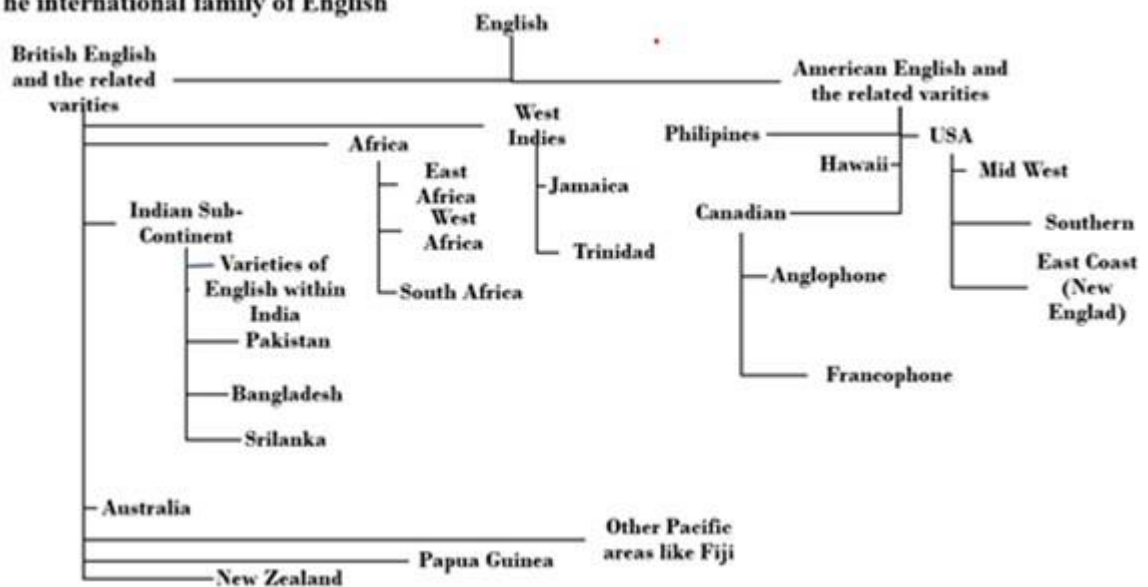 he international family of English
English
British English
and the related
varities
American English and
the related varities
West
Indies
Jamaica
Trinidad
Africa
East
Africa
West
Africa
South Africa
Indian Sub-
Continent
Varieties of
English within
India
Pakistan
Bangladesh
Srilanka
Australia
Other Pacific
areas like Fiji
Papua Guinea
New Zealand
Philipines
USA
Hawaii
Mid West
Southern
East Coast
(New
Englad)
Canadian
Anglophone
Francophone